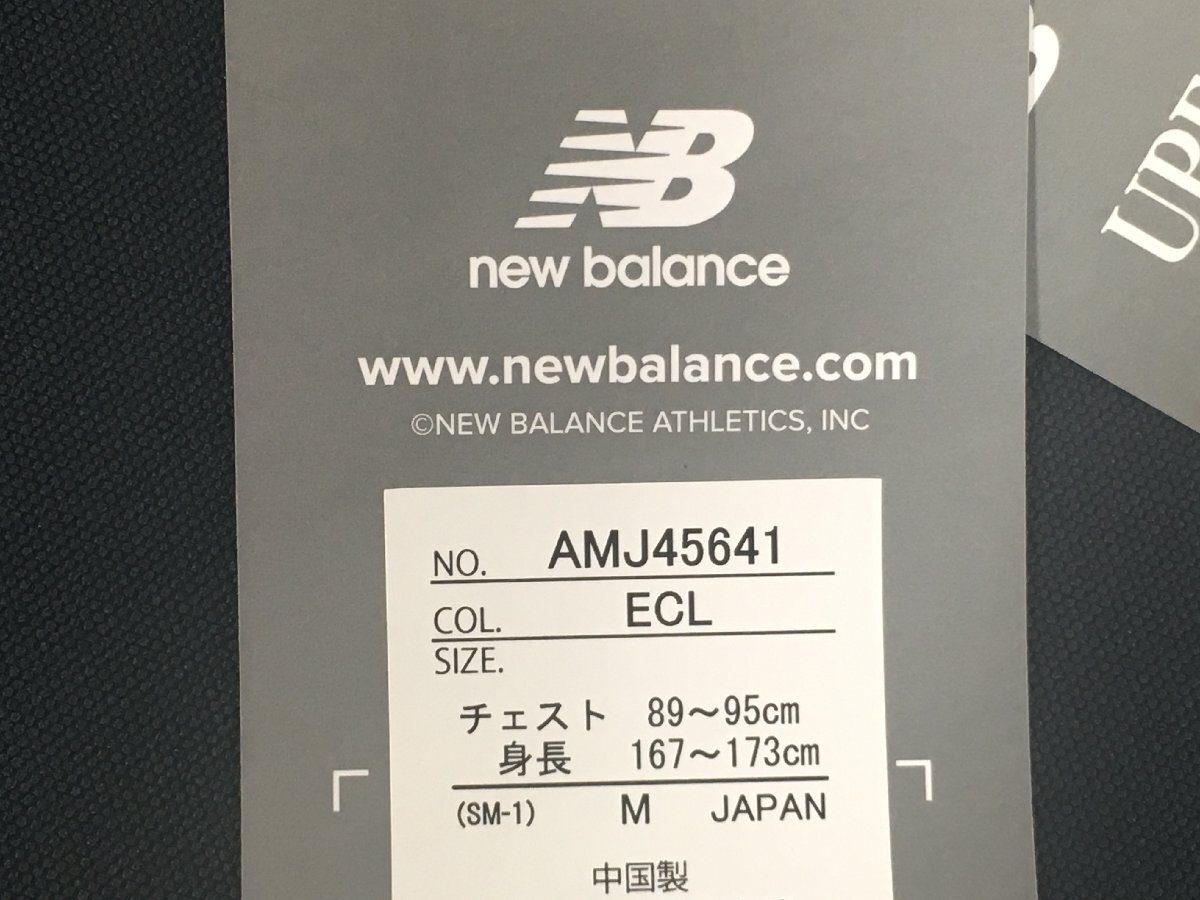 NB
new balance
www.newbalance.com
©NEW BALANCE ATHLETICS, INC
NO. AMJ45641
COL. ECL
SIZE.
チェスト 89～95cm
身長 167～173cm
(SM-1) M JAPAN
中国製